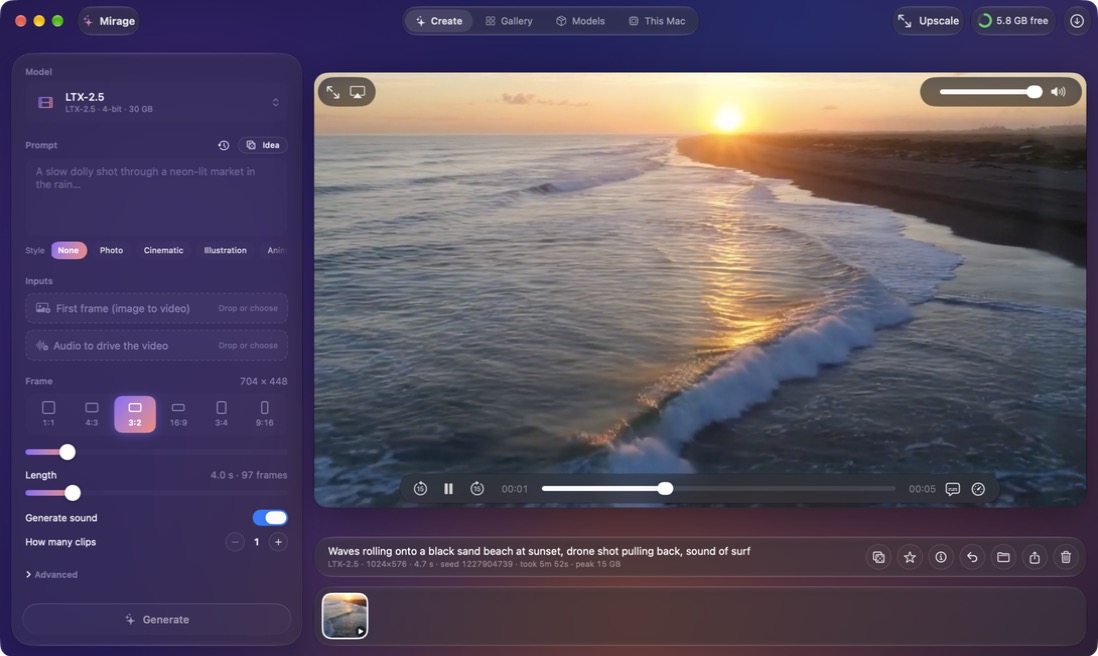 Mirage
Create
Gallery
Models
This Mac
Upscale
5.8 GB free
Model
LTX-2.5
LTX-2.5 · 4-bit · 30 GB
Prompt
Idea
A slow dolly shot through a neon-lit market in
the rain...
Style
None
Photo
Cinematic
Illustration
Anim
Inputs
First frame (image to video)
Drop or choose
Audio to drive the video
Drop or choose
Frame
704 × 448
1:1
4:3
3:2
16:9
3:4
9:16
Length
4.0 s · 97 frames
Generate sound
How many clips
1
Advanced
Generate
15
15
00:01
00:05
Waves rolling onto a black sand beach at sunset, drone shot pulling back, sound of surf
LTX-2.5 · 1024×576 · 4.7 s · seed 1227904739 · took 5m 52s · peak 15 GB